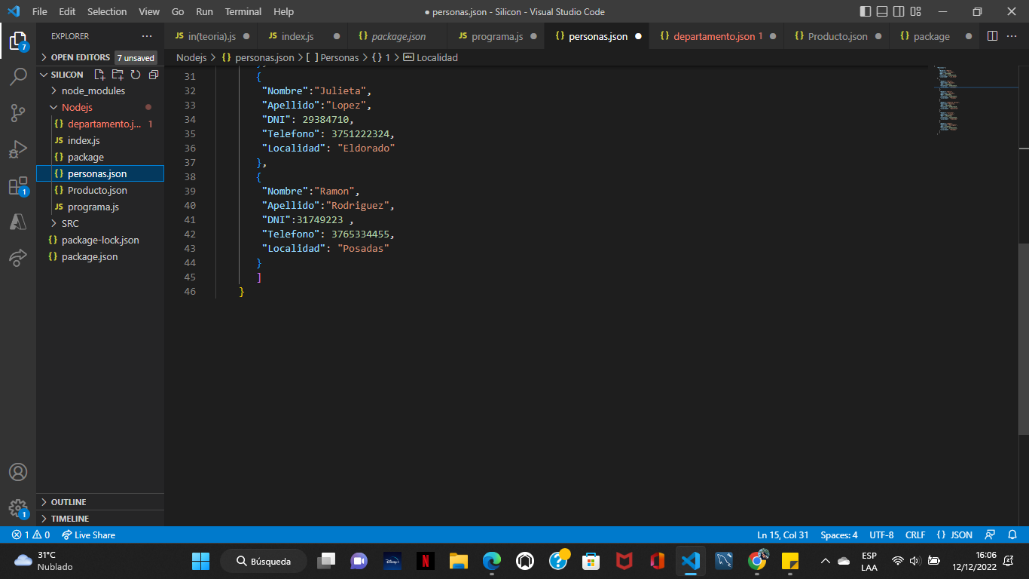 File Edit Selection View Go Run Terminal Help
● personas.json - Silicon - Visual Studio Code
EXPLORER
in(teoria).js
index.js
package.json
programa.js
personas.json
departamento.json 1
Producto.json
package
OPEN EDITORS 7 unsaved
Nodejs > personas.json > [ ] Personas > {} 1 > Localidad
SILICON
node_modules
Nodejs
departamento.j... 1
index.js
package
personas.json
Producto.json
programa.js
SRC
package-lock.json
package.json
31 {
32 "Nombre":"Julieta",
33 "Apellido":"Lopez",
34 "DNI": 29384710,
35 "Telefono": 3751222324,
36 "Localidad": "Eldorado"
37 },
38 {
39 "Nombre":"Ramon",
40 "Apellido":"Rodriguez",
41 "DNI":31749223 ,
42 "Telefono": 3765334455,
43 "Localidad": "Posadas"
44 }
45 ]
46 }
7
1
1
OUTLINE
TIMELINE
1 0 Live Share
Ln 15, Col 31 Spaces: 4 UTF-8 CRLF {} JSON
31°C
Nublado
Búsqueda
ESP
LAA
16:06
12/12/2022